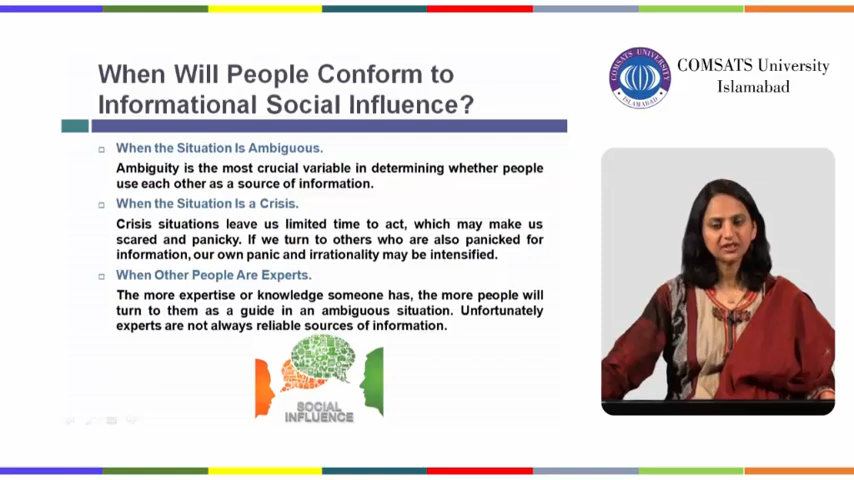 When Will People Conform to
Informational Social Influence?
When the Situation Is Ambiguous.
Ambiguity is the most crucial variable in determining whether people
use each other as a source of information.
When the Situation Is a Crisis.
Crisis situations leave us limited time to act, which may make us
scared and panicky. If we turn to others who are also panicked for
information, our own panic and irrationality may be intensified.
When Other People Are Experts.
The more expertise or knowledge someone has, the more people will
turn to them as a guide in an ambiguous situation. Unfortunately
experts are not always reliable sources of information.
SOCIAL
INFLUENCE
COMSATS UNIVERSITY
ISLAMABAD
COMSATS University
Islamabad